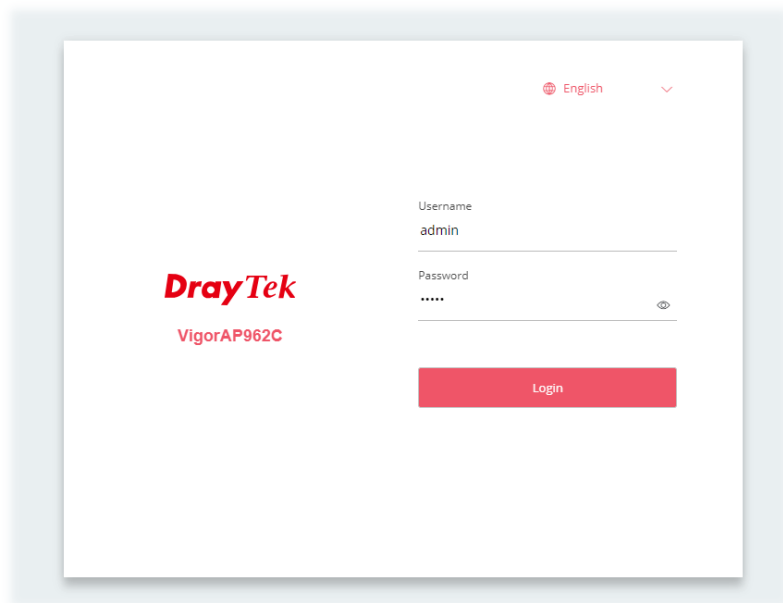 English
Username
admin
Password
•••••
DrayTek
VigorAP962C
Login